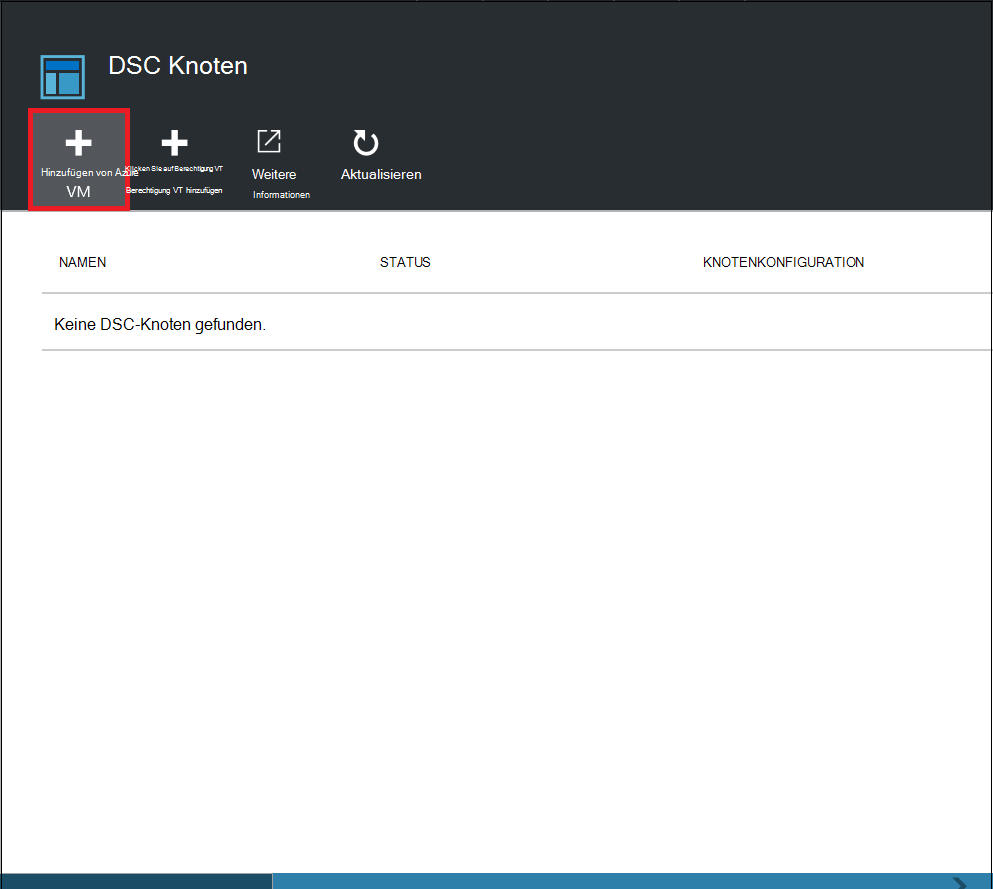 DSC Knoten
Hinzufügen von Azure
VM
Klicken Sie auf Berechtigung VT
Berechtigung VT hinzufügen
Weitere
Informationen
Aktualisieren
NAMEN STATUS KNOTENKONFIGURATION
Keine DSC-Knoten gefunden.